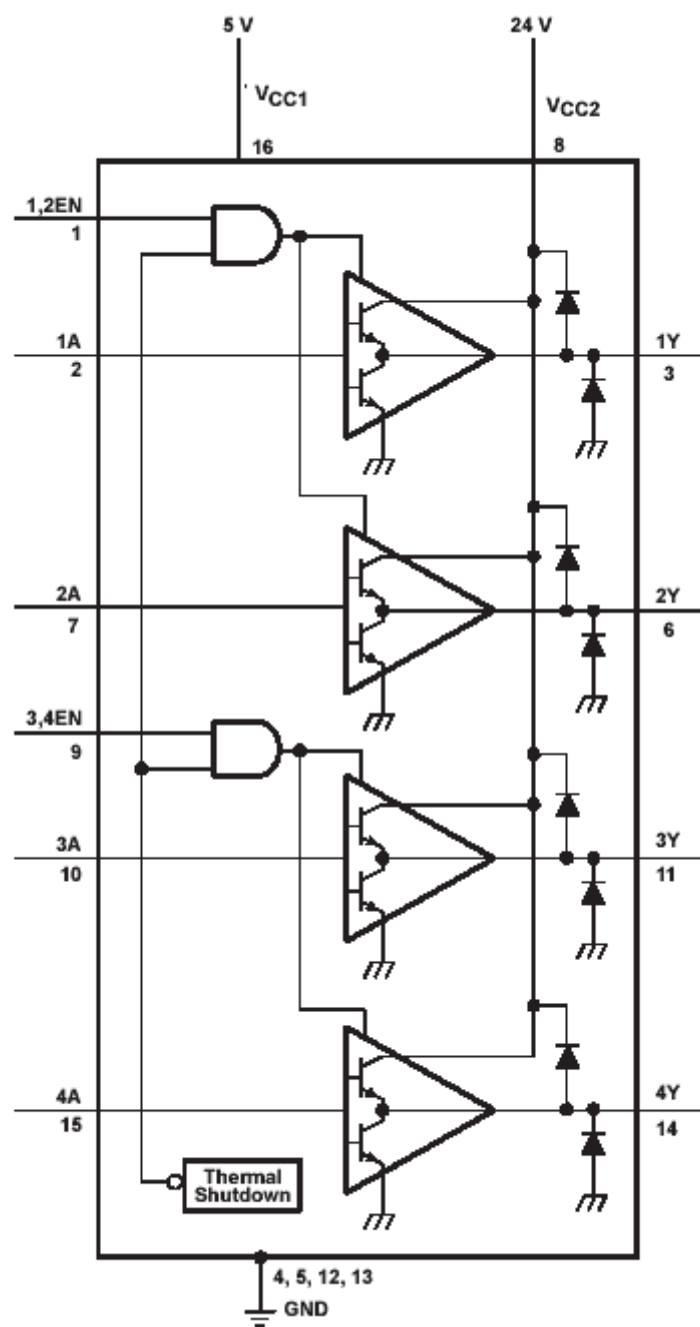 5 V
24 V
VCC1
VCC2
16
8
1,2EN
1
1A
2
1Y
3
2A
7
2Y
6
3,4EN
9
3A
10
3Y
11
4A
15
4Y
14
Thermal
Shutdown
4, 5, 12, 13
GND